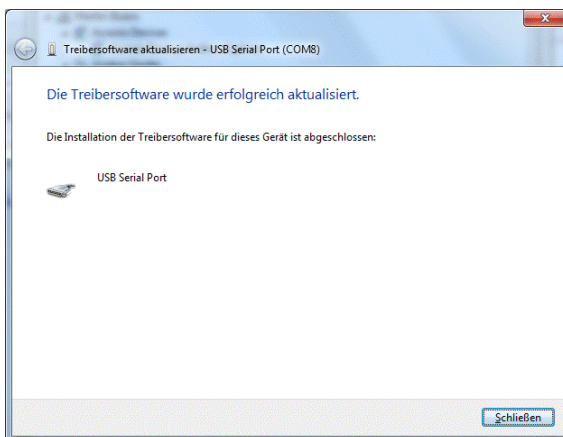 Treibersoftware aktualisieren - USB Serial Port (COM8)
Die Treibersoftware wurde erfolgreich aktualisiert.
Die Installation der Treibersoftware für dieses Gerät ist abgeschlossen:
USB Serial Port
Schließen